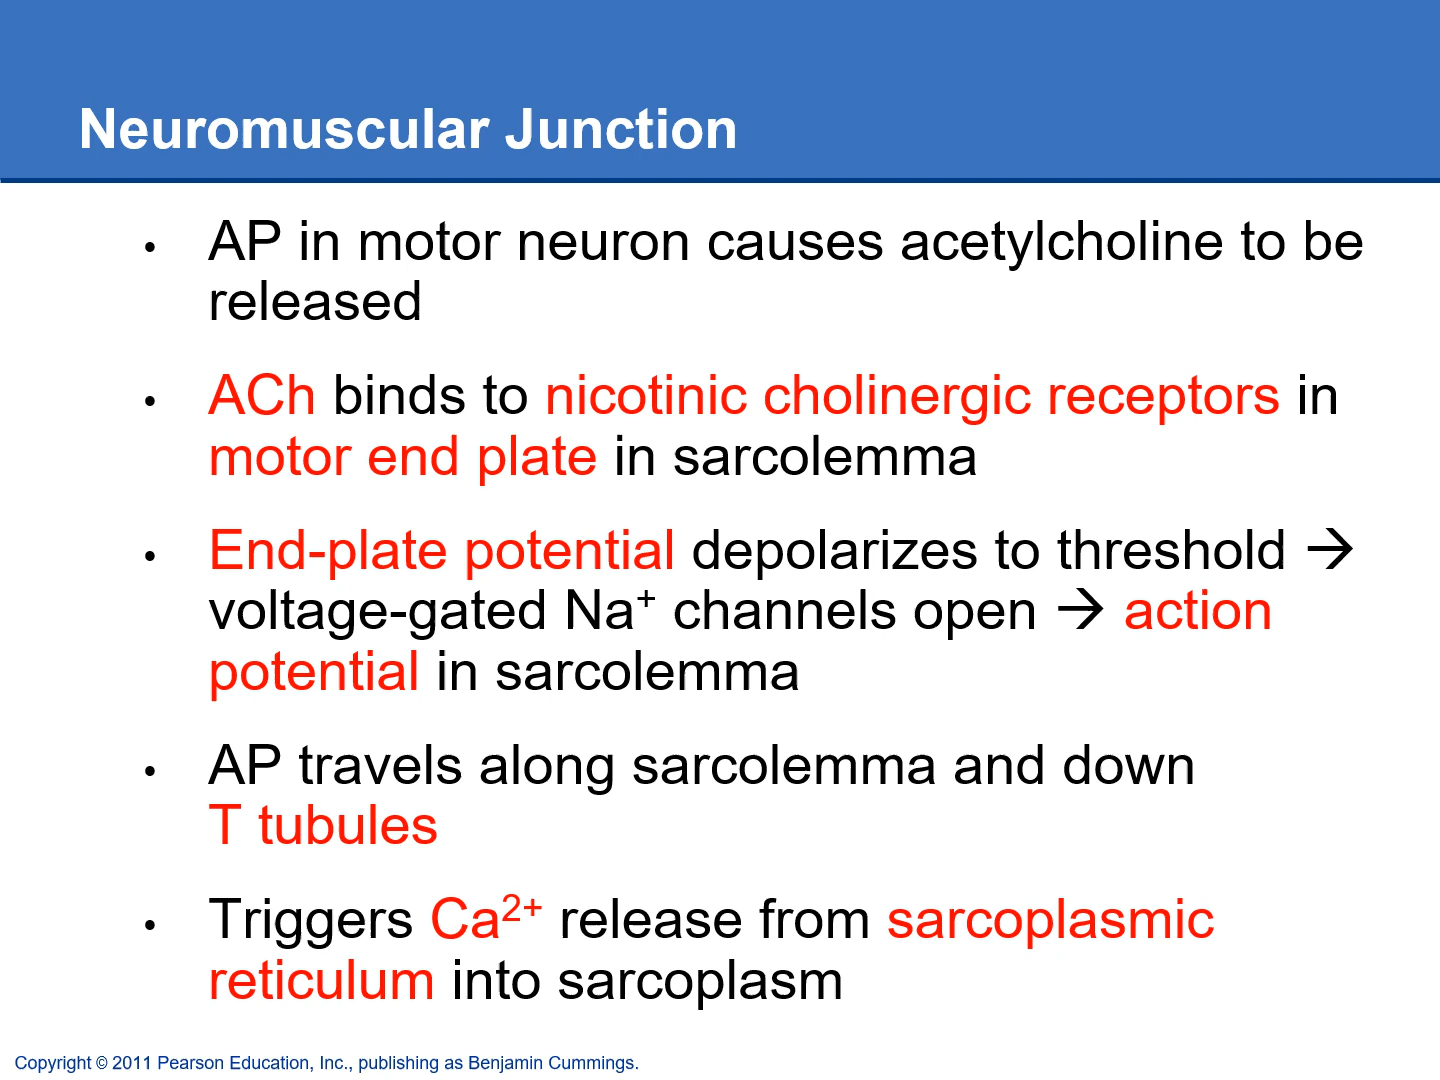 Neuromuscular Junction
• AP in motor neuron causes acetylcholine to be
released
• ACh binds to nicotinic cholinergic receptors in
motor end plate in sarcolemma
• End-plate potential depolarizes to threshold →
voltage-gated Na⁺ channels open → action
potential in sarcolemma
• AP travels along sarcolemma and down
T tubules
• Triggers Ca²⁺ release from sarcoplasmic
reticulum into sarcoplasm
Copyright © 2011 Pearson Education, Inc., publishing as Benjamin Cummings.